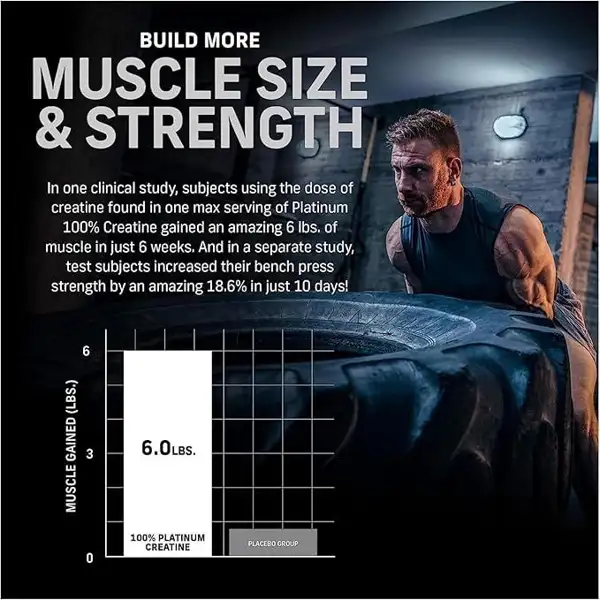 BUILD MORE
MUSCLE SIZE
& STRENGTH
In one clinical study, subjects using the dose of
creatine found in one max serving of Platinum
100% Creatine gained an amazing 6 lbs. of
muscle in just 6 weeks. And in a separate study,
test subjects increased their bench press
strength by an amazing 18.6% in just 10 days!
MUSCLE GAINED (LBS.)
6
3
0
6.0LBS.
100% PLATINUM
CREATINE
PLACEBO GROUP